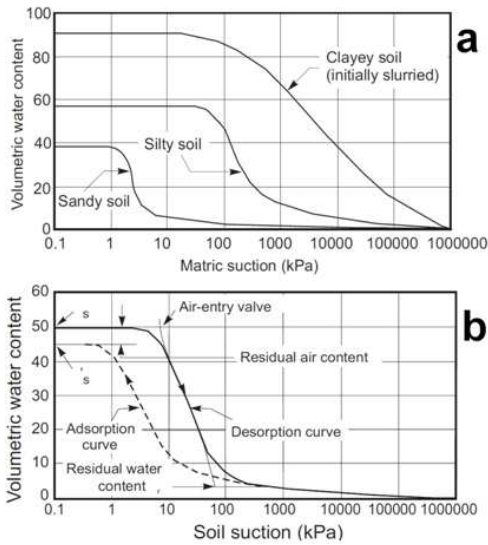 100
80
60
40
20
0
Volumetric water content
a
Clayey soil
(initially slurried)
Silty soil
Sandy soil
0.1 1 10 100 1000 10000 100000 1000000
Matric suction (kPa)
60
50
40
30
20
10
0
Volumetric water content
b
s
's
Air-entry valve
Residual air content
Adsorption
curve
Desorption curve
Residual water
content ,
0.1 1 10 100 1000 10000 100000 1000000
Soil suction (kPa)